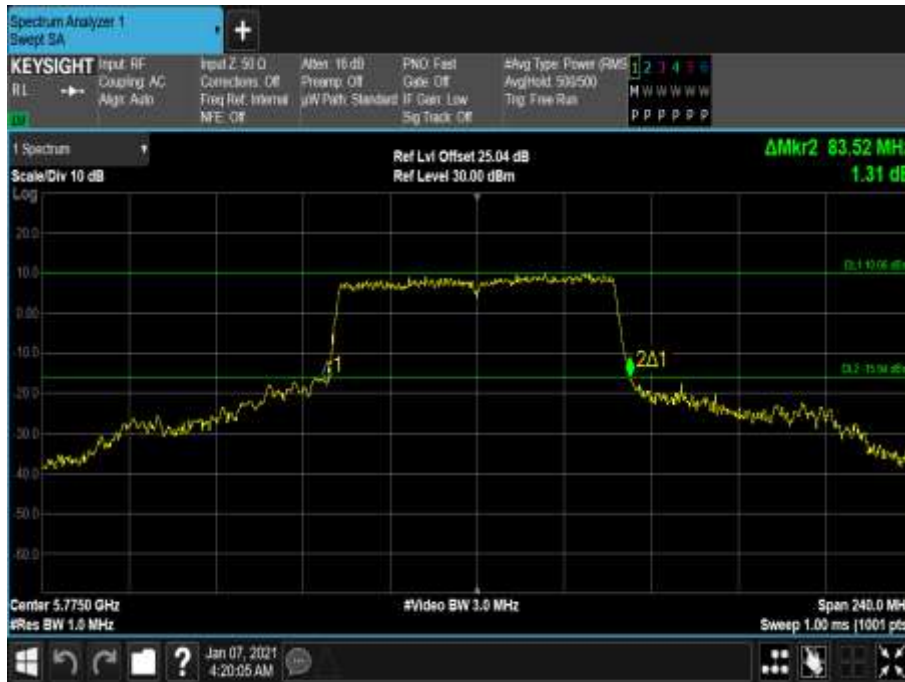 Spectrum Analyzer 1
Swept SA
+
KEYSIGHT
RL
Input: RF
Coupling: AC
Align: Auto
Input Z: 50 Ω
Corrections: Off
Freq Ref: Internal
NFE: Off
Atten: 16 dB
Preamp: Off
µW Path: Standard
PNO: Fast
Gate: Off
IF Gain: Low
Sig Track: Off
#Avg Type: Power (RMS
Avg|Hold: 500/500
Trig: Free Run
1 2 3 4 5 6
M W W W W W
P P P P P P
1 Spectrum
Scale/Div 10 dB
Ref Lvl Offset 25.04 dB
Ref Level 30.00 dBm
ΔMkr2 83.52 MH
1.31 dB
Log
20.0
10.0
0.00
-10.0
-20.0
-30.0
-40.0
-50.0
-60.0
DL1 10.06 dBm
1
2Δ1
Center 5.7750 GHz
#Res BW 1.0 MHz
#Video BW 3.0 MHz
Span 240.0 MH
Sweep 1.00 ms (1001 pts
?
Jan 07, 2021
4:20:05 AM